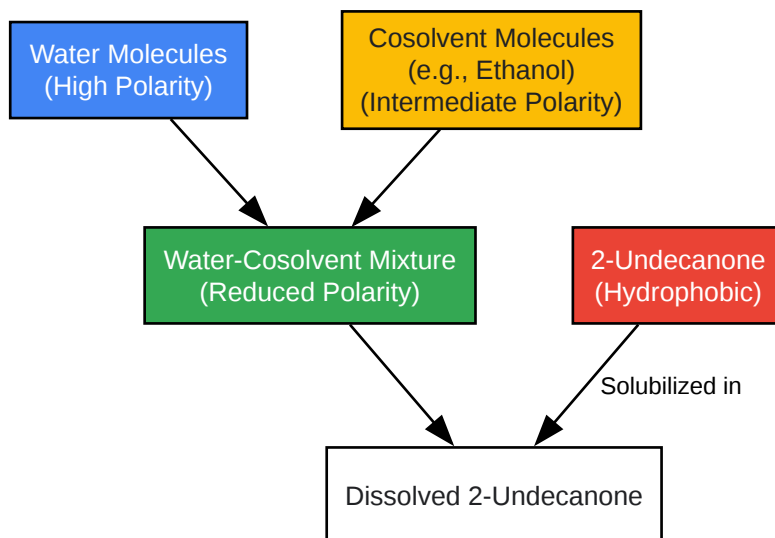 Water Molecules
(High Polarity)
Cosolvent Molecules
(e.g., Ethanol)
(Intermediate Polarity)
Water-Cosolvent Mixture
(Reduced Polarity)
2-Undecanone
(Hydrophobic)
Solubilized in
Dissolved 2-Undecanone